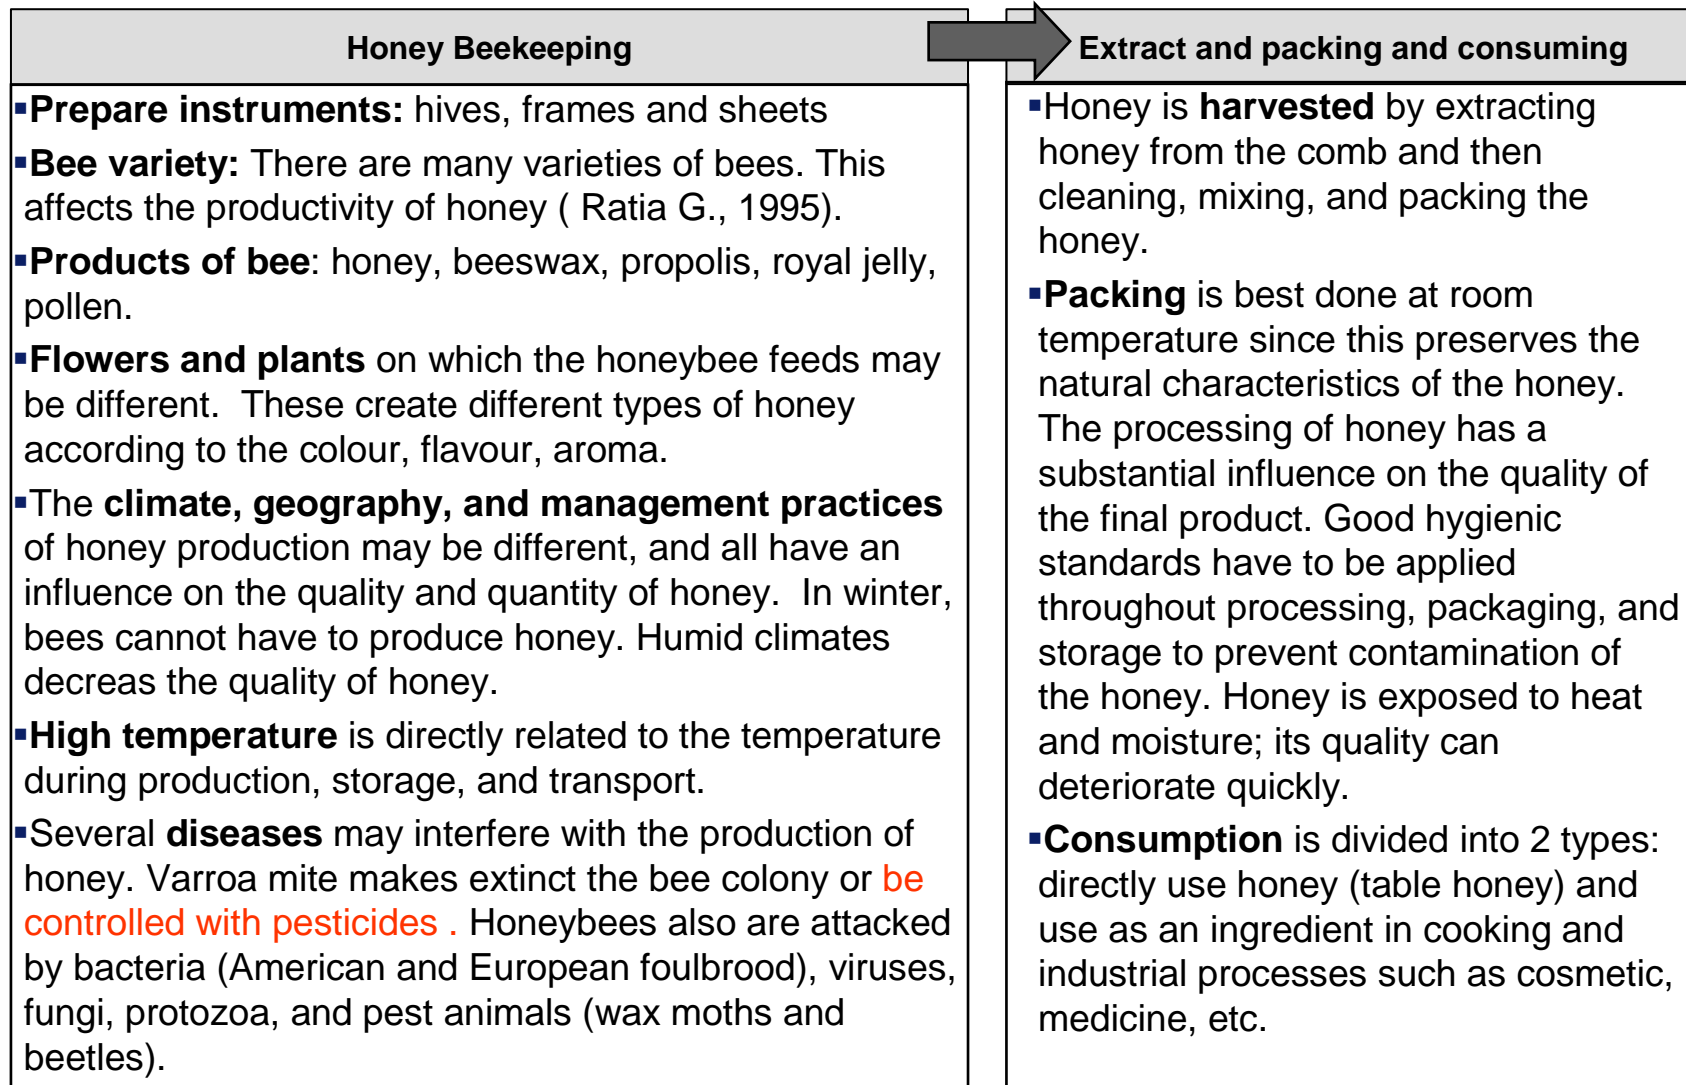 Honey Beekeeping
▪Prepare instruments: hives, frames and sheets
▪Bee variety: There are many varieties of bees. This
affects the productivity of honey ( Ratia G., 1995).
▪Products of bee: honey, beeswax, propolis, royal jelly,
pollen.
▪Flowers and plants on which the honeybee feeds may
be different.  These create different types of honey
according to the colour, flavour, aroma.
▪The climate, geography, and management practices
of honey production may be different, and all have an
influence on the quality and quantity of honey.  In winter,
bees cannot have to produce honey. Humid climates
decreas the quality of honey.
▪High temperature is directly related to the temperature
during production, storage, and transport.
▪Several diseases may interfere with the production of
honey. Varroa mite makes extinct the bee colony or be
controlled with pesticides . Honeybees also are attacked
by bacteria (American and European foulbrood), viruses,
fungi, protozoa, and pest animals (wax moths and
beetles).
Extract and packing and consuming
▪Honey is harvested by extracting
honey from the comb and then
cleaning, mixing, and packing the
honey.
▪Packing is best done at room
temperature since this preserves the
natural characteristics of the honey.
The processing of honey has a
substantial influence on the quality of
the final product. Good hygienic
standards have to be applied
throughout processing, packaging, and
storage to prevent contamination of
the honey. Honey is exposed to heat
and moisture; its quality can
deteriorate quickly.
▪Consumption is divided into 2 types:
directly use honey (table honey) and
use as an ingredient in cooking and
industrial processes such as cosmetic,
medicine, etc.